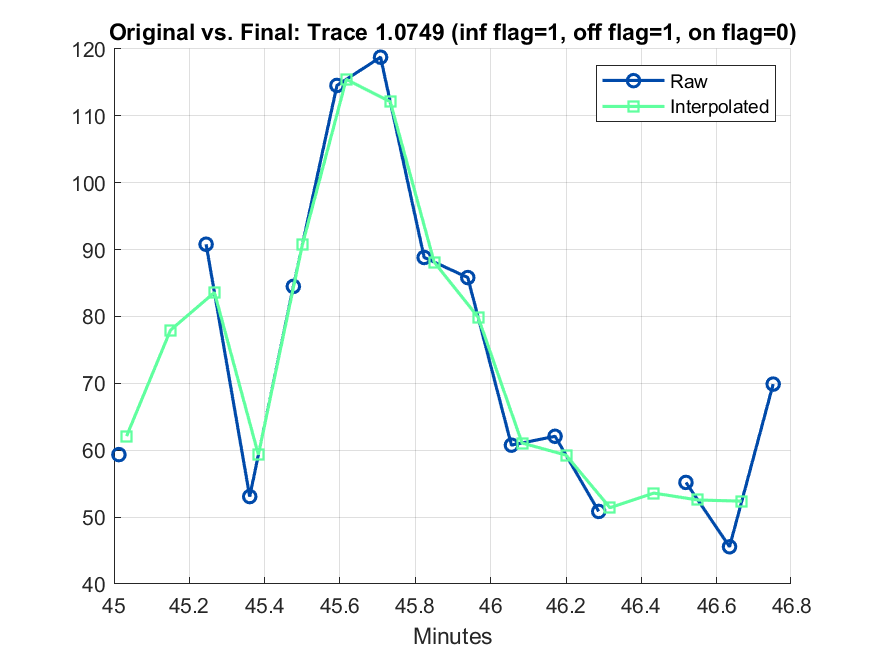 Original vs. Final: Trace 1.0749 (inf flag=1, off flag=1, on flag=0)
120
110
100
90
80
70
60
50
40
Raw
Interpolated
45 45.2 45.4 45.6 45.8 46 46.2 46.4 46.6 46.8
Minutes